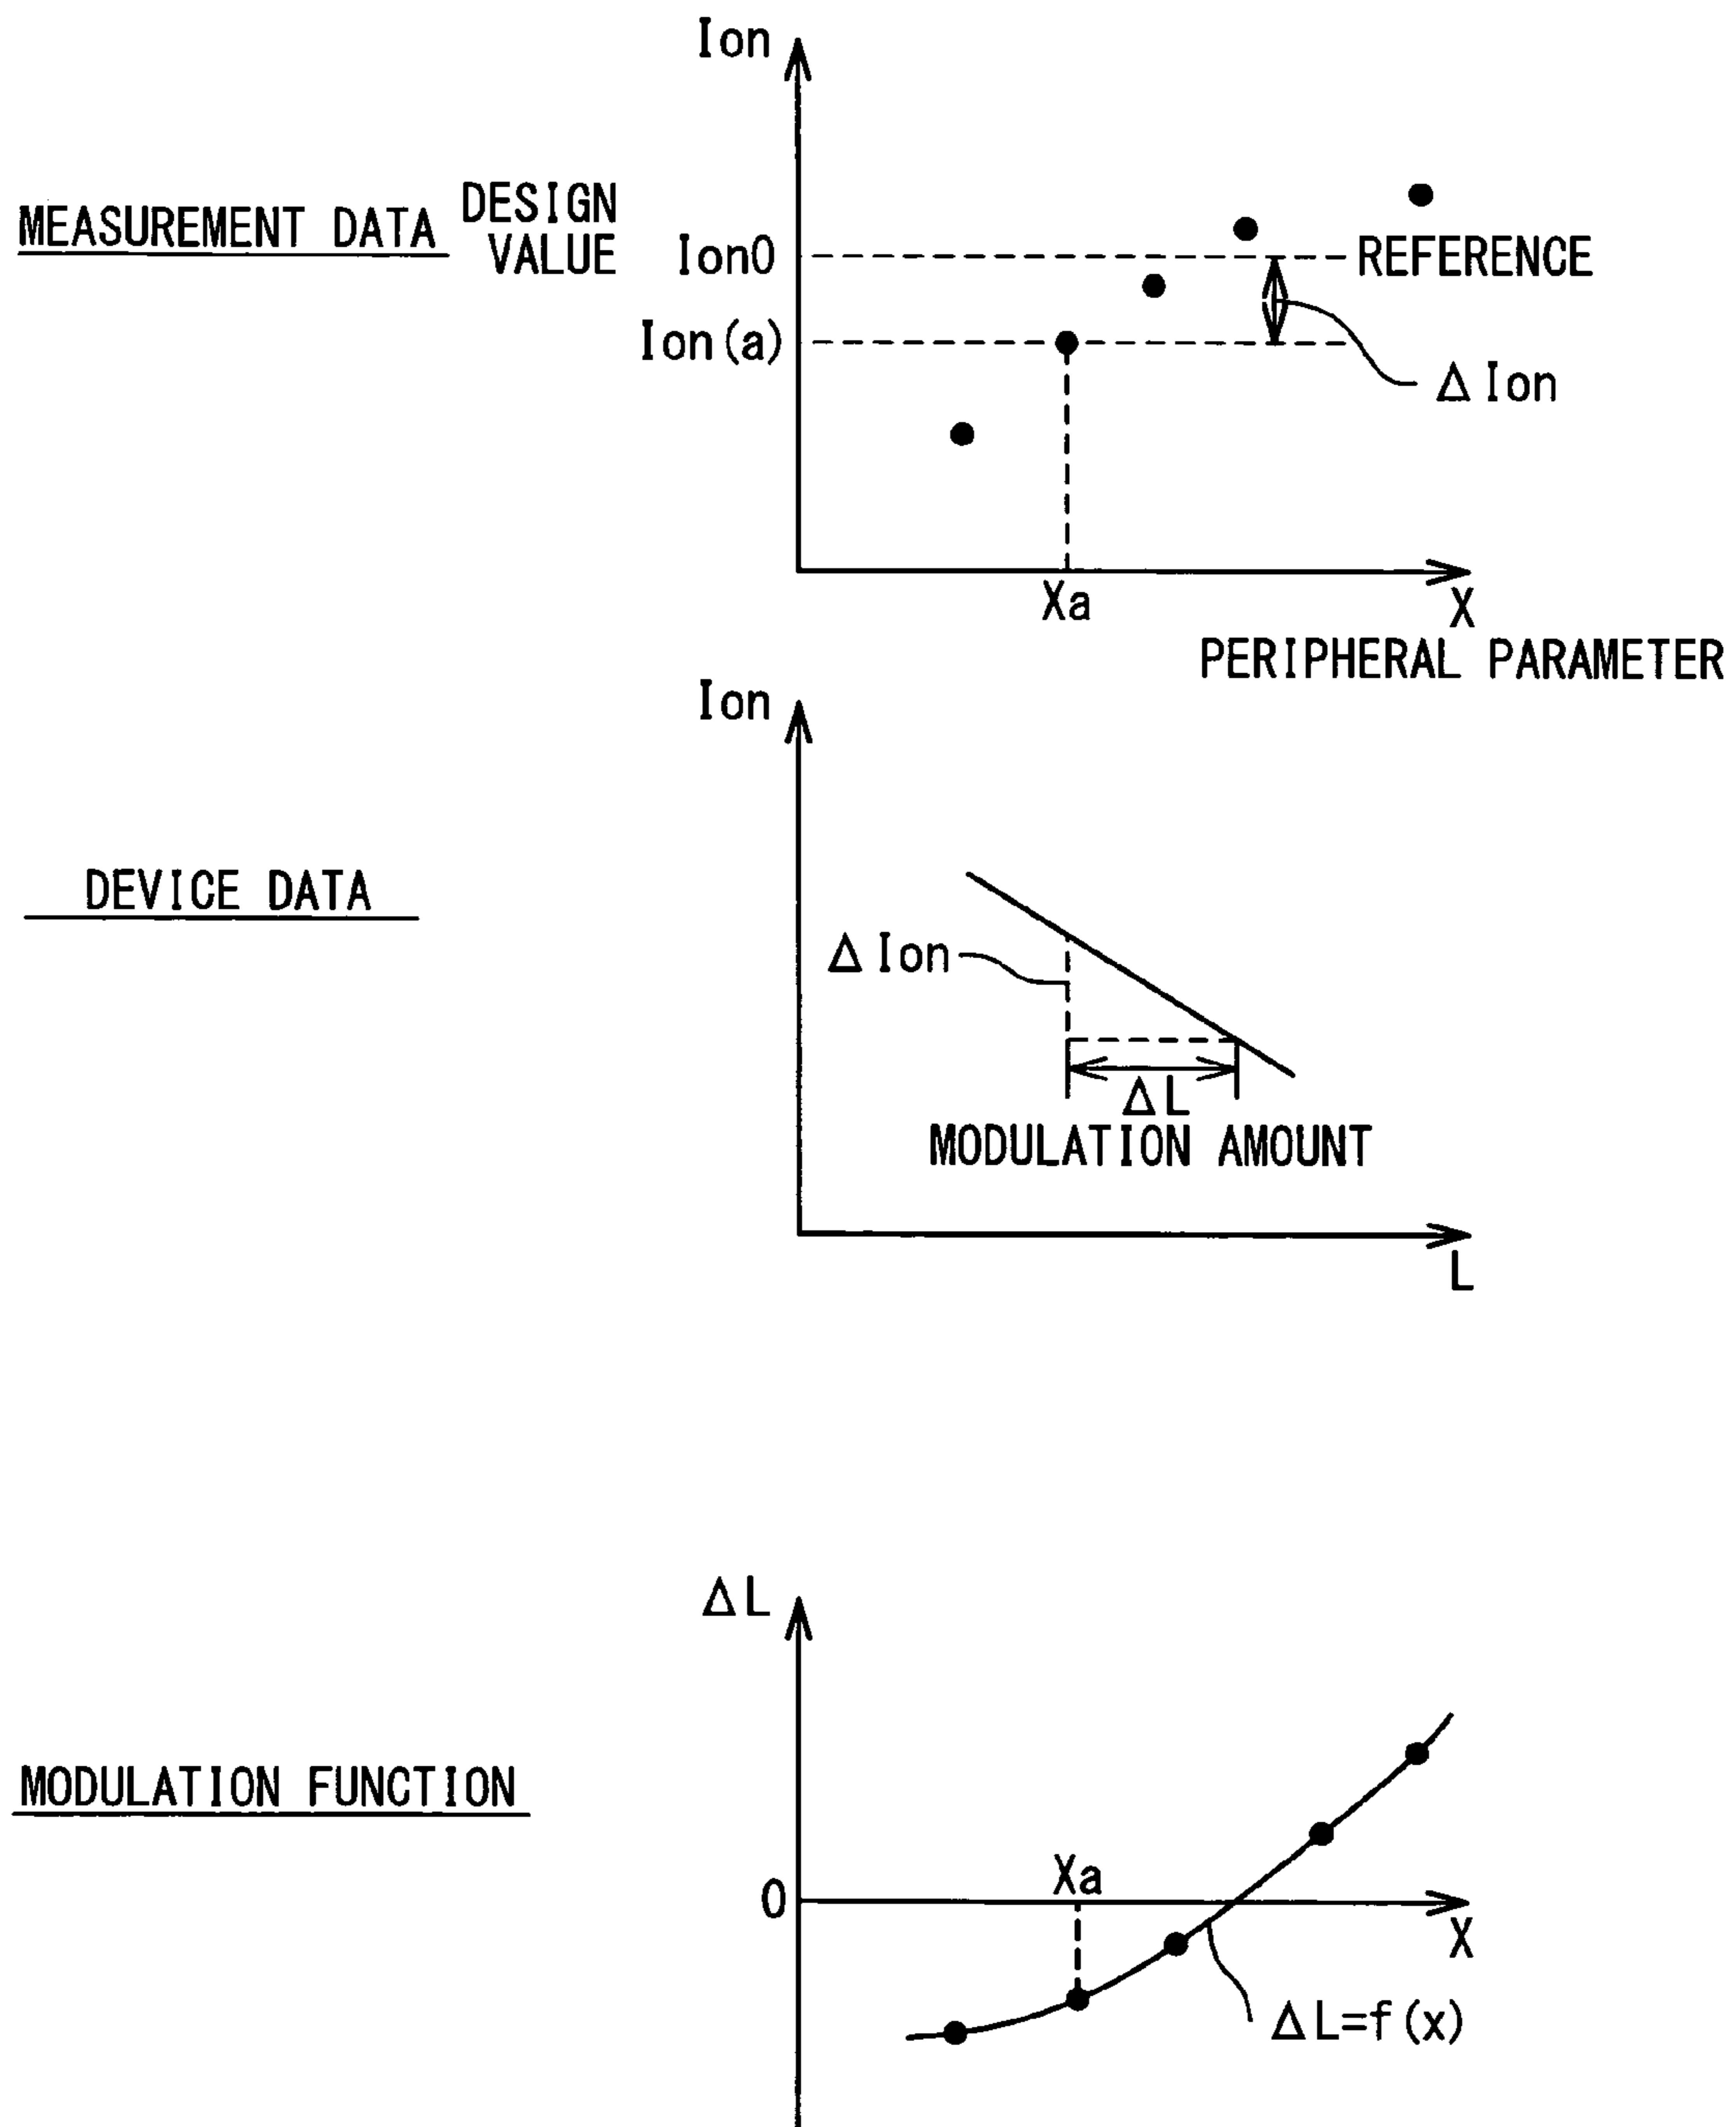 Ion
MEASUREMENT DATA
DESIGN
VALUE
Ion0
REFERENCE
Ion(a)
ΔIon
Xa
X
PERIPHERAL PARAMETER
Ion
DEVICE DATA
ΔIon
ΔL
MODULATION AMOUNT
L
ΔL
MODULATION FUNCTION
Xa
0
X
ΔL=f(x)